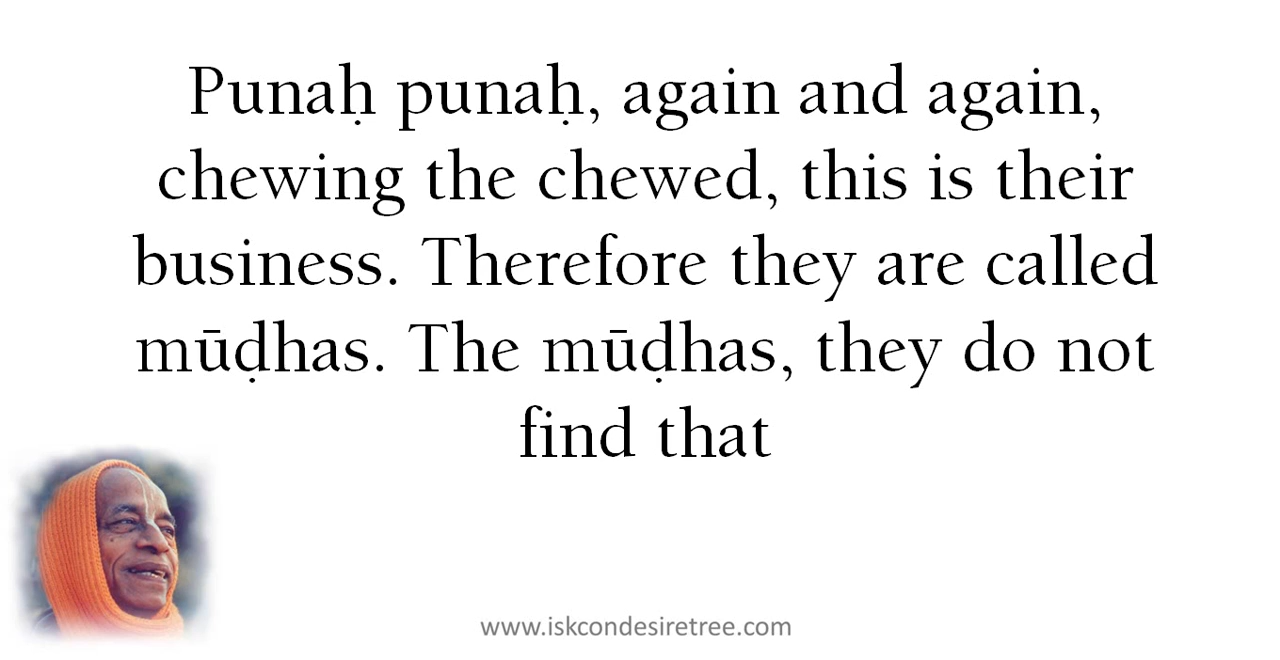 Punaḥ punaḥ, again and again,
chewing the chewed, this is their
business. Therefore they are called
mūḍhas. The mūḍhas, they do not
find that
www.iskcondesiretree.com